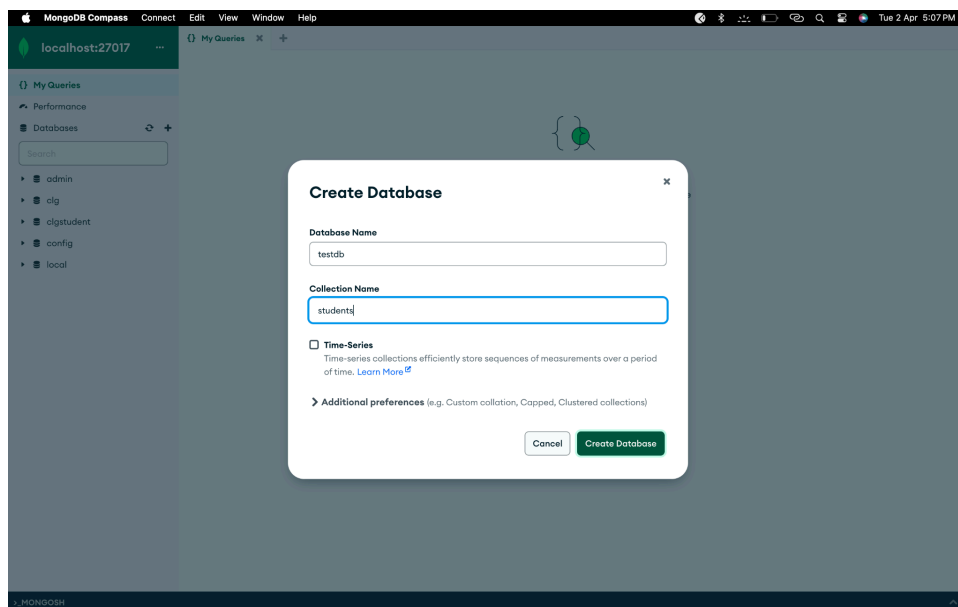 MongoDB Compass Connect Edit View Window Help Tue 2 Apr 5:07 PM
localhost:27017 ...
{} My Queries
{} My Queries
Performance
Databases
Search
admin
clg
clgstudent
config
local
Create Database
Database Name
testdb
Collection Name
students
Time-Series
Time-series collections efficiently store sequences of measurements over a period
of time. Learn More
Additional preferences (e.g. Custom collation, Capped, Clustered collections)
Cancel Create Database
>_MONGOSH